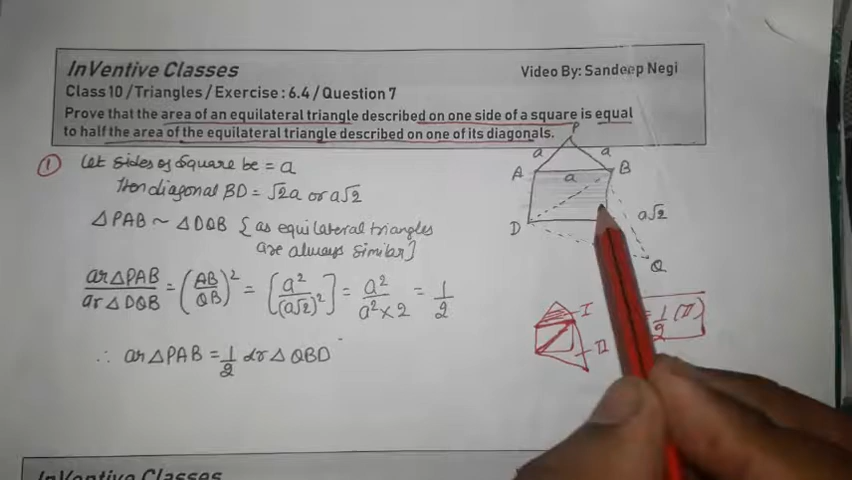 InVentive Classes
Video By: Sandeep Negi
Class 10 / Triangles / Exercise : 6.4 / Question 7
Prove that the area of an equilateral triangle described on one side of a square is equal
to half the area of the equilateral triangle described on one of its diagonals.
① Let sides of square be = a
then diagonal BD = √2a or a√2
△PAB ~ △DQB { as equilateral triangles
are always similar]
ar△PAB / ar△DQB = (AB/QB)² = [a²/(a√2)²] = a²/(a²×2) = 1/2
∴ ar△PAB = 1/2 ar△QBD
P
a a
A a B
D
a√2
Q
I
II
= 1/2 (II)
InVentive Classes